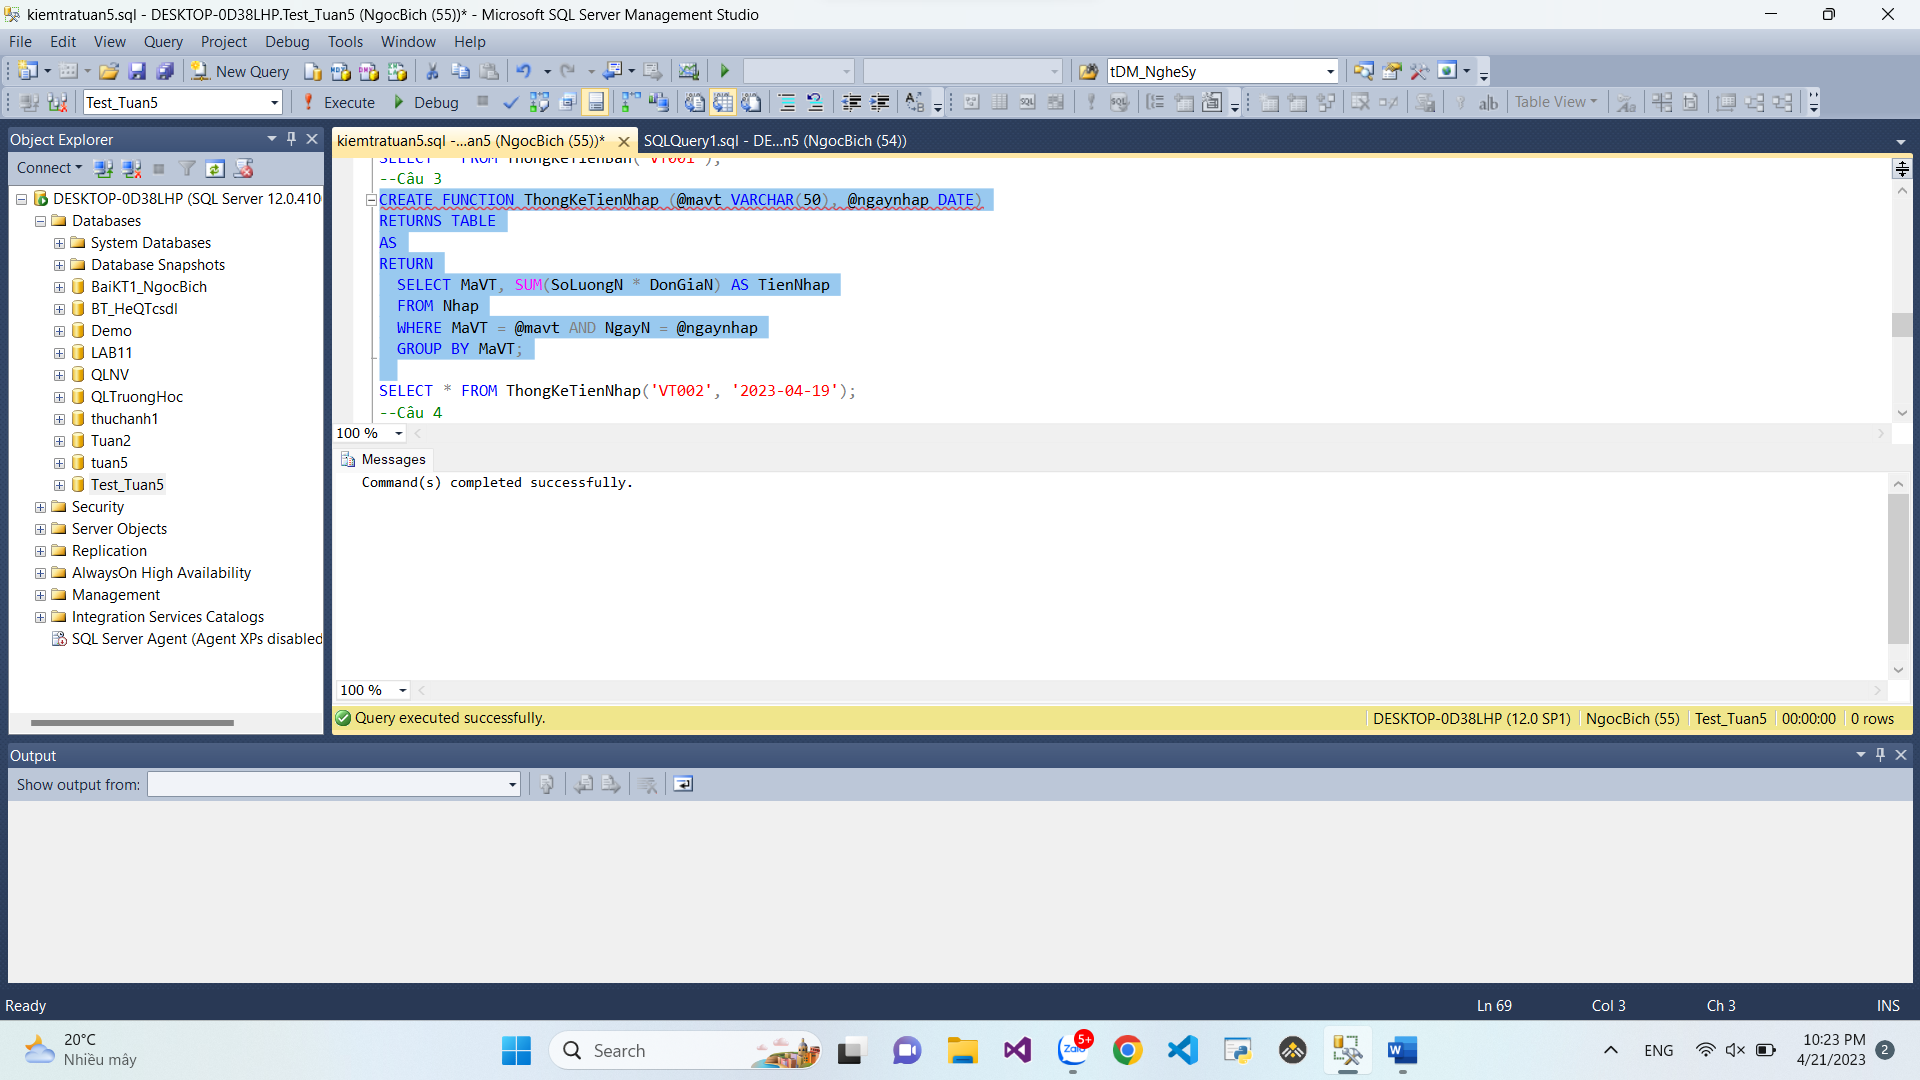 kiemtratuan5.sql - DESKTOP-0D38LHP.Test_Tuan5 (NgocBich (55))* - Microsoft SQL Server Management Studio
File Edit View Query Project Debug Tools Window Help
New Query
tDM_NgheSy
Test_Tuan5
Execute
Debug
Table View
Object Explorer
Connect
DESKTOP-0D38LHP (SQL Server 12.0.410
Databases
System Databases
Database Snapshots
BaiKT1_NgocBich
BT_HeQTcsdl
Demo
LAB11
QLNV
QLTruongHoc
thuchanh1
Tuan2
tuan5
Test_Tuan5
Security
Server Objects
Replication
AlwaysOn High Availability
Management
Integration Services Catalogs
SQL Server Agent (Agent XPs disabled
kiemtratuan5.sql -...an5 (NgocBich (55))*
SQLQuery1.sql - DE...n5 (NgocBich (54))
SELECT * FROM ThongKeTienBan('VT001');
--Câu 3
CREATE FUNCTION ThongKeTienNhap (@mavt VARCHAR(50), @ngaynhap DATE)
RETURNS TABLE
AS
RETURN
SELECT MaVT, SUM(SoLuongN * DonGiaN) AS TienNhap
FROM Nhap
WHERE MaVT = @mavt AND NgayN = @ngaynhap
GROUP BY MaVT;
SELECT * FROM ThongKeTienNhap('VT002', '2023-04-19');
--Câu 4
100 %
Messages
Command(s) completed successfully.
100 %
Query executed successfully.
DESKTOP-0D38LHP (12.0 SP1)
NgocBich (55)
Test_Tuan5
00:00:00
0 rows
Output
Show output from:
Ready
Ln 69
Col 3
Ch 3
INS
20°C
Nhiều mây
Search
5+
Zalo
ENG
10:23 PM
4/21/2023
2